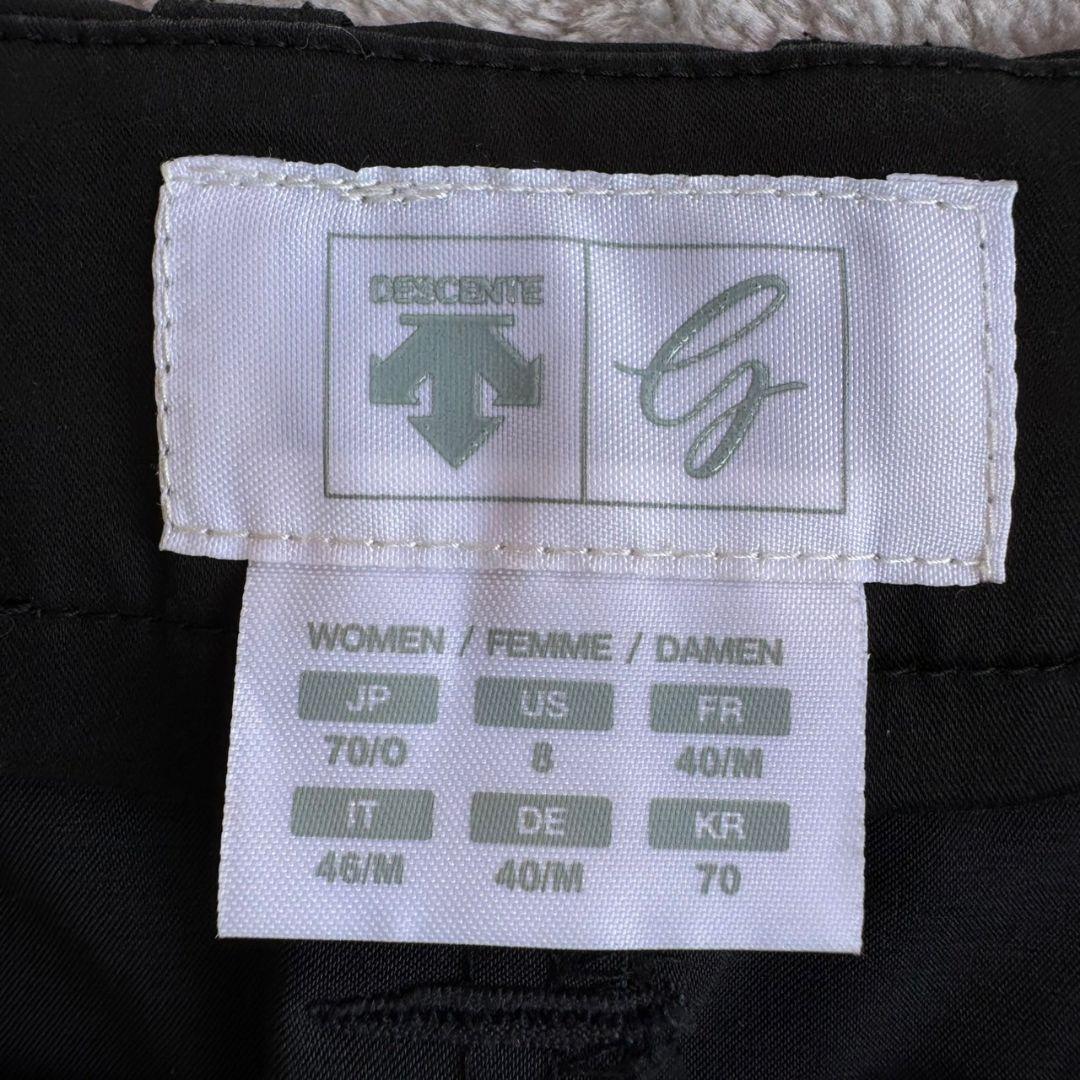 DESCENTE
G
WOMEN / FEMME / DAMEN
JP US FR
70/O 8 40/M
IT DE KR
46/M 40/M 70